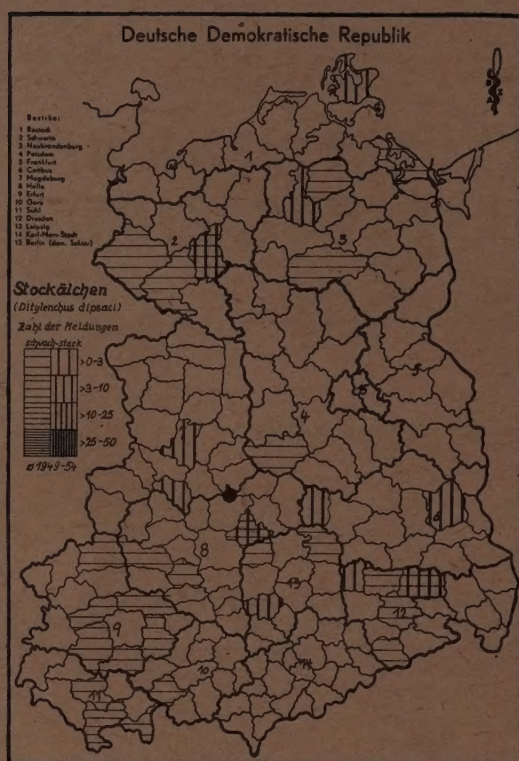 Deutsche Demokratische Republik
Bezirke:
1 Rostock
2 Schwerin
3 Neubrandenburg
4 Potsdam
5 Frankfurt
6 Cottbus
7 Magdeburg
8 Halle
9 Erfurt
10 Gera
11 Suhl
12 Dresden
13 Leipzig
14 Karl-Marx-Stadt
15 Berlin (dem. Sektor)
Stockälchen
(Ditylenchus dipsaci)
Zahl der Meldungen
schwach-stark
>0-3
>3-10
>10-25
>25-50
⌀ 1949-54
1
2
3
5
15
4
6
8
13
12
9
10
14
11